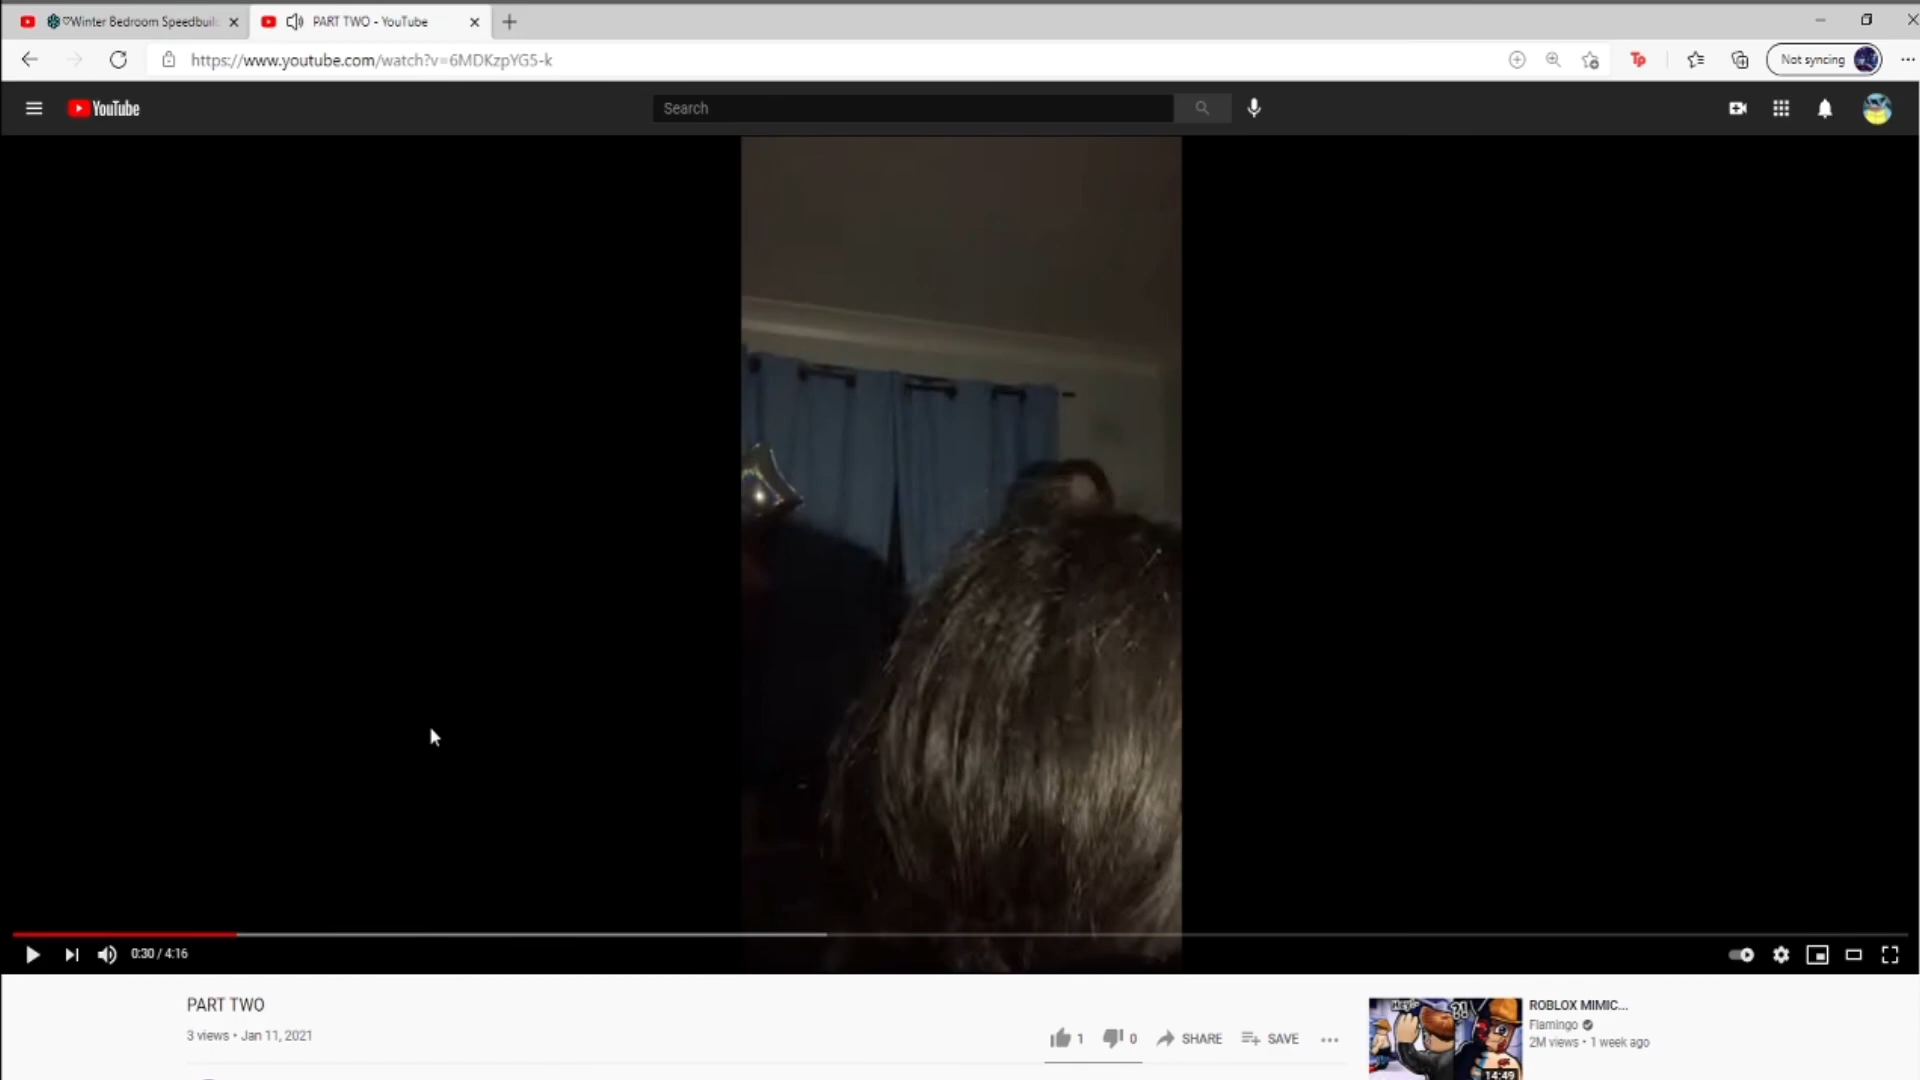 ♡Winter Bedroom Speedbuil
PART TWO - YouTube
https://www.youtube.com/watch?v=6MDKzpYG5-k
Tp
Not syncing
YouTube
Search
0:30 / 4:16
PART TWO
3 views • Jan 11, 2021
1
0
SHARE
SAVE
Hey
?!
14:49
ROBLOX MIMIC...
Flamingo
2M views • 1 week ago